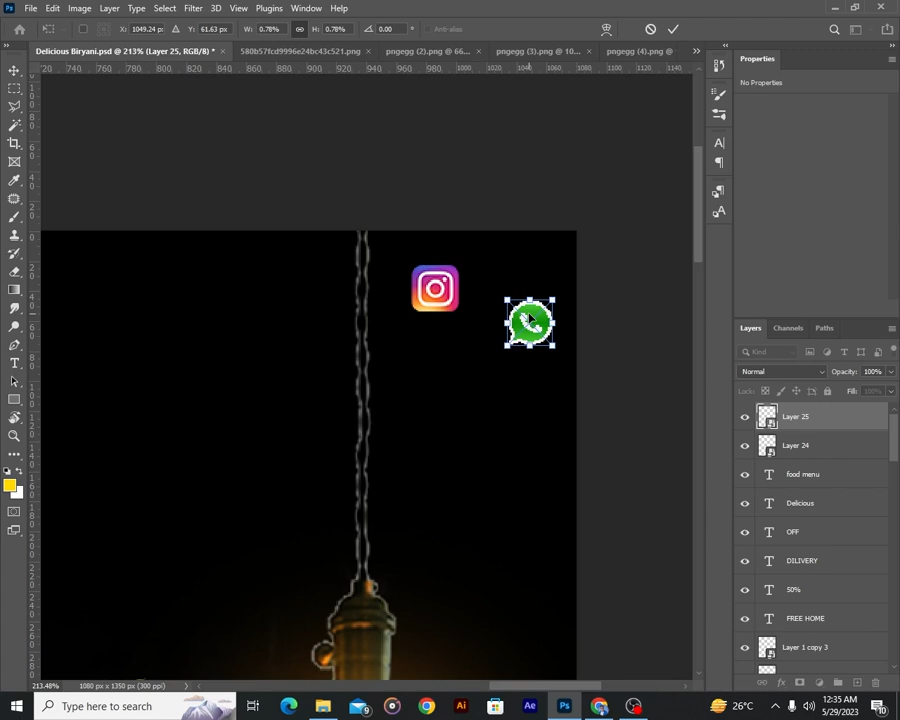 Ps File Edit Image Layer Type Select Filter 3D View Plugins Window Help
X: 1049.24 px Y: 61.63 px W: 0.78% H: 0.78% 0.00 ° Anti-alias
Delicious Biryani.psd @ 213% (Layer 25, RGB/8) * × 580b57fcd9996e24bc43c521.png × pngegg (2).png @ 66... × pngegg (3).png @ 10... × pngegg (4).png @
720 740 760 780 800 820 840 860 880 900 920 940 960 980 1000 1020 1040 1060 1080 1100 1120 1140
Properties
No Properties
Layers Channels Paths
Kind
Normal Opacity: 100%
Lock: Fill: 100%
Layer 25
Layer 24
food menu
Delicious
OFF
DILIVERY
50%
FREE HOME
Layer 1 copy 3
213.48% 1080 px x 1350 px (300 ppi)
Type here to search 9 Ai Ae Ps 26°C 12:35 AM
5/29/2023 10